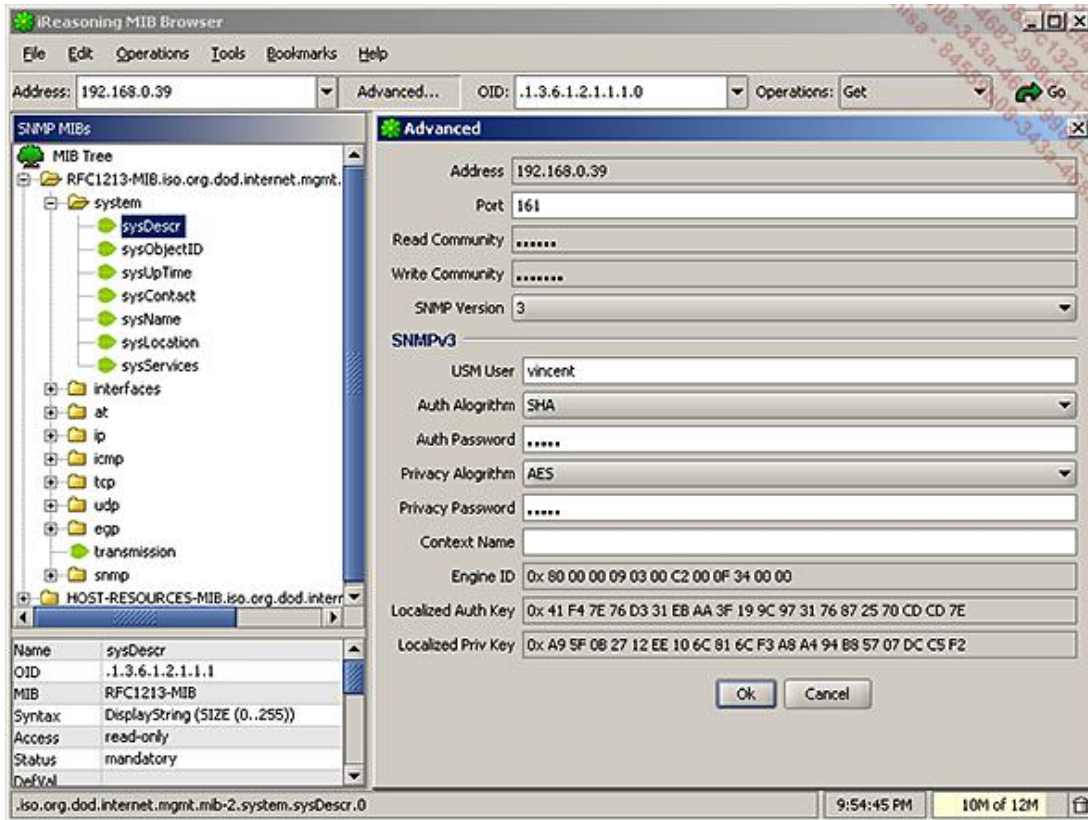 iReasoning MIB Browser
File Edit Operations Tools Bookmarks Help
Address: 192.168.0.39 Advanced... OID: .1.3.6.1.2.1.1.1.0 Operations: Get Go
SNMP MIBs
MIB Tree
RFC1213-MIB.iso.org.dod.internet.mgmt.
system
sysDescr
sysObjectID
sysUpTime
sysContact
sysName
sysLocation
sysServices
interfaces
at
ip
icmp
tcp
udp
egp
transmission
snmp
HOST-RESOURCES-MIB.iso.org.dod.interr
Name sysDescr
OID .1.3.6.1.2.1.1.1
MIB RFC1213-MIB
Syntax DisplayString (SIZE (0..255))
Access read-only
Status mandatory
DefVal
Advanced
Address 192.168.0.39
Port 161
Read Community ••••••
Write Community •••••••
SNMP Version 3
SNMPv3
USM User vincent
Auth Alogrithm SHA
Auth Password •••••
Privacy Alogrithm AES
Privacy Password •••••
Context Name
Engine ID 0x 80 00 00 09 03 00 C2 00 0F 34 00 00
Localized Auth Key 0x 41 F4 7E 76 D3 31 EB AA 3F 19 9C 97 31 76 87 25 70 CD CD 7E
Localized Priv Key 0x A9 5F 0B 27 12 EE 10 6C 81 6C F3 A8 A4 94 B8 57 07 DC C5 F2
Ok Cancel
.iso.org.dod.internet.mgmt.mib-2.system.sysDescr.0 9:54:45 PM 10M of 12M